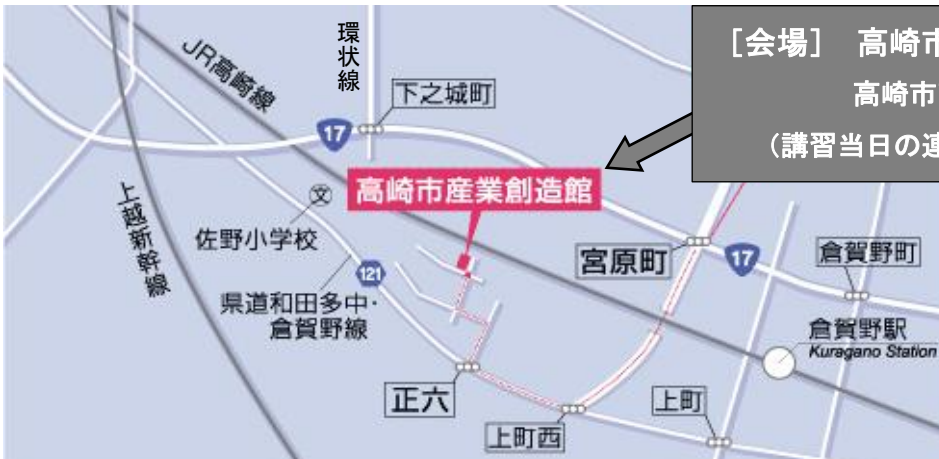 [会場] 高崎市
高崎市
(講習当日の連
環状線
JR高崎線
下之城町
17
高崎市産業創造館
文
佐野小学校
上越新幹線
121
県道和田多中・
倉賀野線
宮原町
17
倉賀野町
倉賀野駅
Kuragano Station
正六
上町西
上町